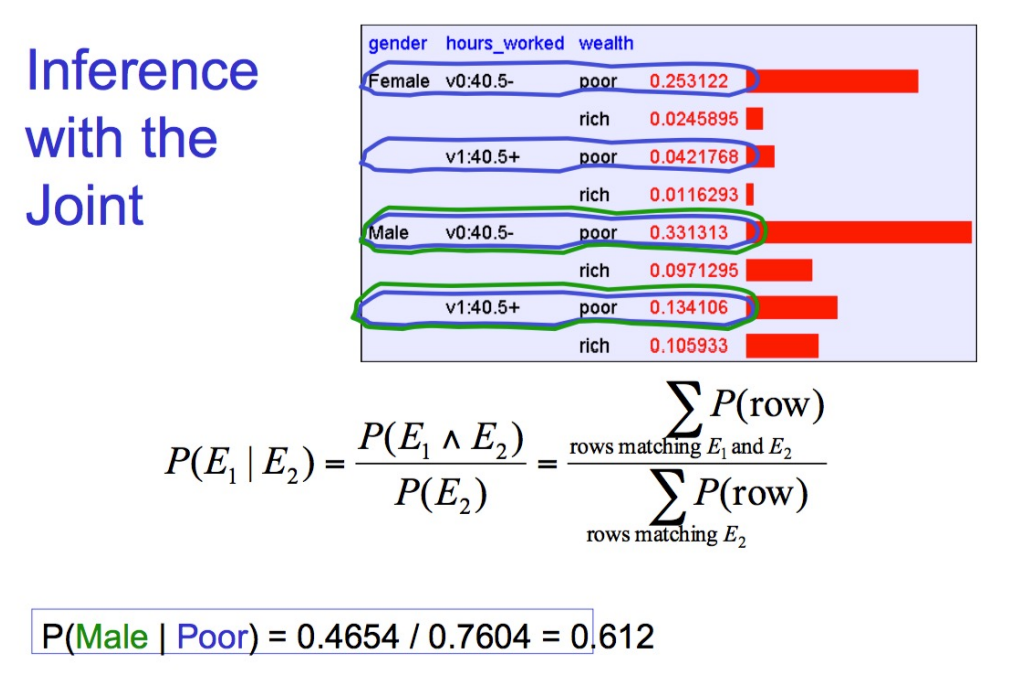 Inference
with the
Joint
gender hours_worked wealth
Female v0:40.5- poor 0.253122
rich 0.0245895
v1:40.5+ poor 0.0421768
rich 0.0116293
Male v0:40.5- poor 0.331313
rich 0.0971295
v1:40.5+ poor 0.134106
rich 0.105933
P(E₁ | E₂) = P(E₁ ∧ E₂) / P(E₂) = ∑ P(row) / ∑ P(row)
rows matching E₁ and E₂
rows matching E₂
P(Male | Poor) = 0.4654 / 0.7604 = 0.612